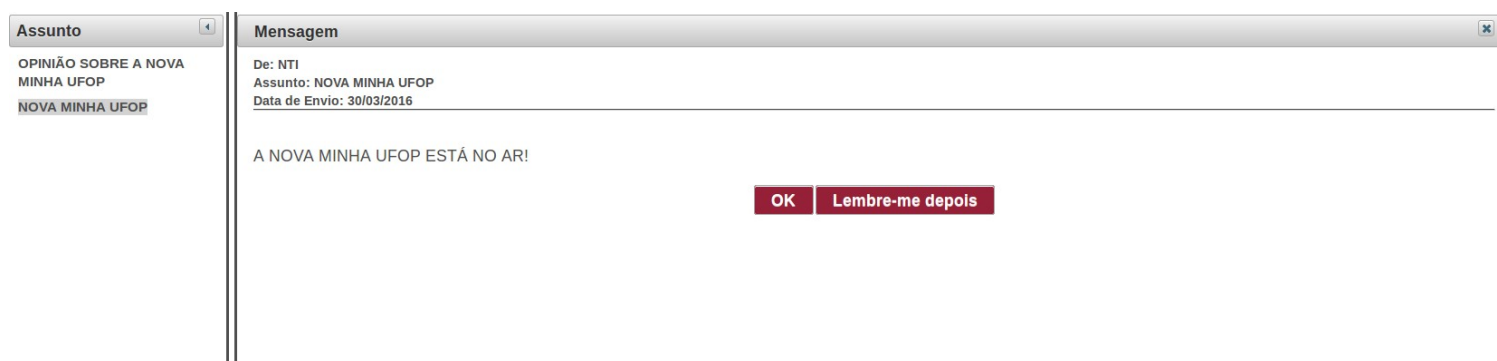 Assunto
OPINIÃO SOBRE A NOVA
MINHA UFOP
NOVA MINHA UFOP
Mensagem
De: NTI
Assunto: NOVA MINHA UFOP
Data de Envio: 30/03/2016
A NOVA MINHA UFOP ESTÁ NO AR!
OK
Lembre-me depois